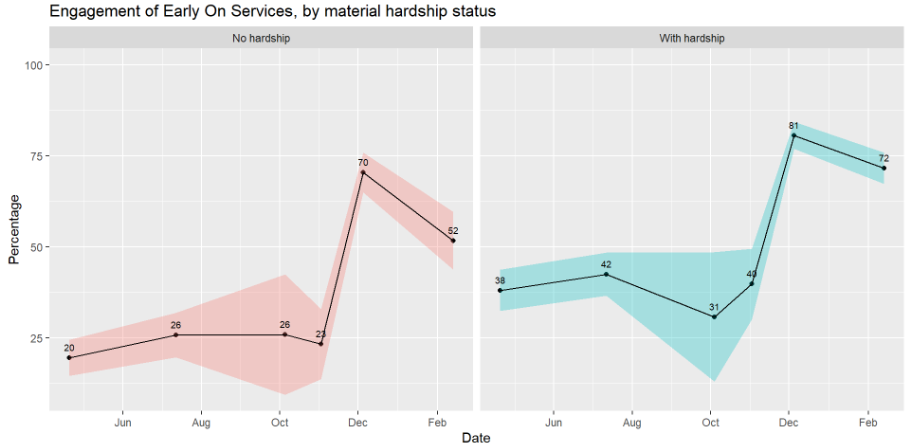 Engagement of Early On Services, by material hardship status
No hardship
With hardship
Percentage
100
75
50
25
20
26
26
23
70
52
38
42
31
40
81
72
Jun
Aug
Oct
Dec
Feb
Jun
Aug
Oct
Dec
Feb
Date